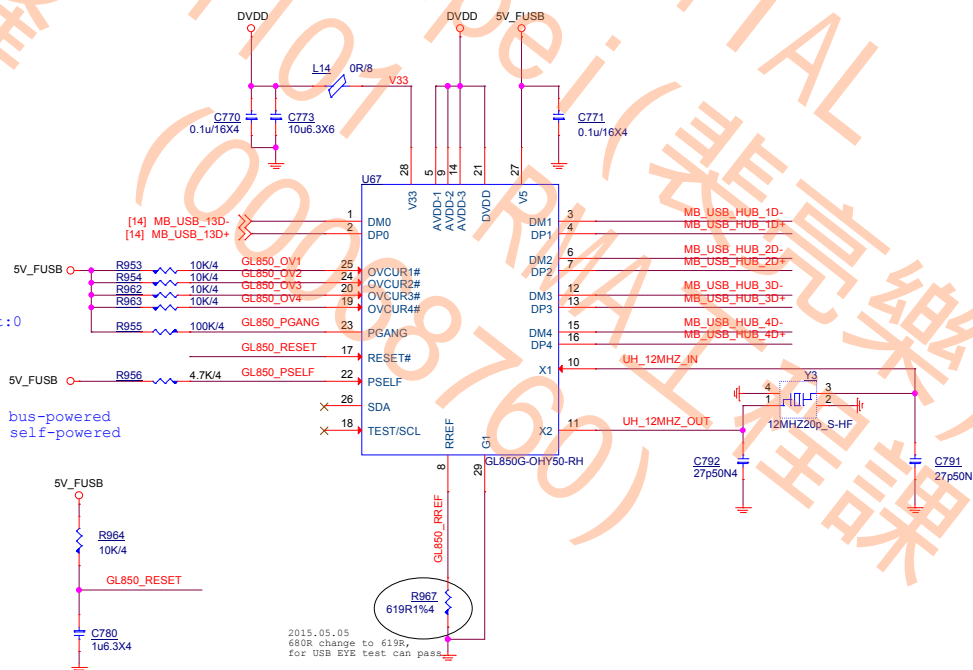 DVDD
DVDD
5V_FUSB
L14 0R/8
V33
C770
0.1u/16X4
C773
10u6.3X6
C771
0.1u/16X4
28 5 9 14 21 27
U67
V33 AVDD-1 AVDD-2 AVDD-3 DVDD V5
[14] MB_USB_13D- 1 DM0
[14] MB_USB_13D+ 2 DP0
DM1 3 MB_USB_HUB_1D-
DP1 4 MB_USB_HUB_1D+
DM2 6 MB_USB_HUB_2D-
DP2 7 MB_USB_HUB_2D+
DM3 12 MB_USB_HUB_3D-
DP3 13 MB_USB_HUB_3D+
DM4 15 MB_USB_HUB_4D-
DP4 16 MB_USB_HUB_4D+
5V_FUSB
R953 10K/4 GL850_OV1 25 OVCUR1#
R954 10K/4 GL850_OV2 24 OVCUR2#
R962 10K/4 GL850_OV3 20 OVCUR3#
R963 10K/4 GL850_OV4 19 OVCUR4#
t:0
R955 100K/4 GL850_PGANG 23 PGANG
GL850_RESET 17 RESET#
5V_FUSB R956 4.7K/4 GL850_PSELF 22 PSELF
bus-powered
self-powered
26 SDA
18 TEST/SCL
X1 10 UH_12MHZ_IN
Y3
4 3
1 2
12MHZ20p_S-HF
X2 11 UH_12MHZ_OUT
RREF G1
8 29
GL850G-OHY50-RH
C792
27p50N4
C791
27p50N
5V_FUSB
R964
10K/4
GL850_RESET
C780
1u6.3X4
GL850_RREF
R967
619R1%4
2015.05.05
680R change to 619R,
for USB EYE test can pass
(00008760)
RMA工程課